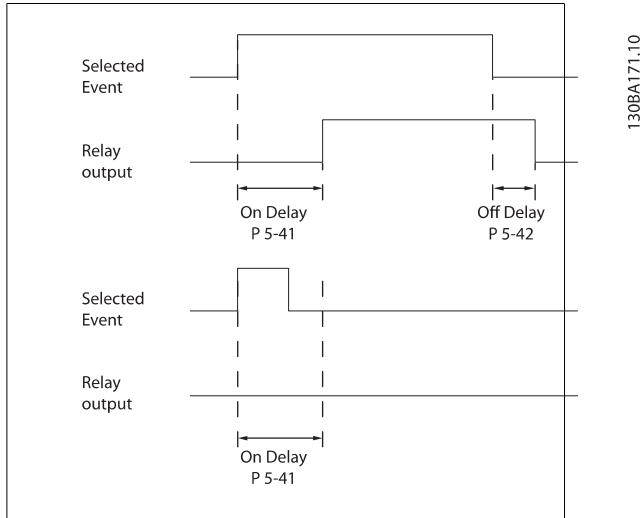 Selected
Event
Relay
output
On Delay
P 5-41
Off Delay
P 5-42
Selected
Event
Relay
output
On Delay
P 5-41
130BA171.10